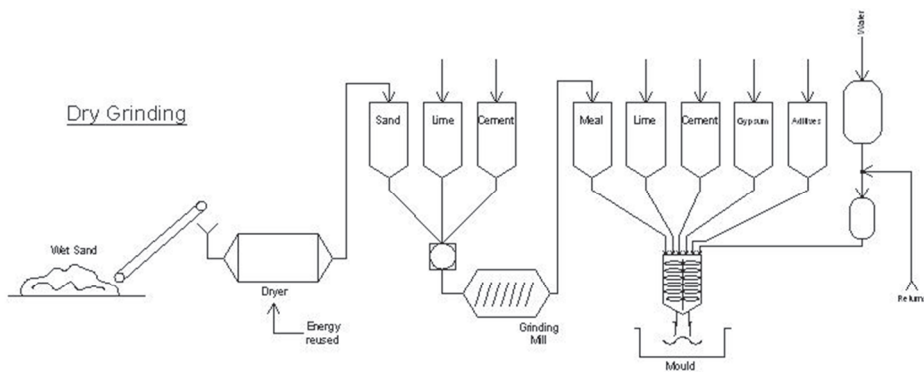 Dry Grinding
Wet Sand
Dryer
Energy
reused
Sand
Lime
Cement
Grinding
Mill
Meal
Lime
Cement
Gypsum
Aditives
Water
Returns
Mould